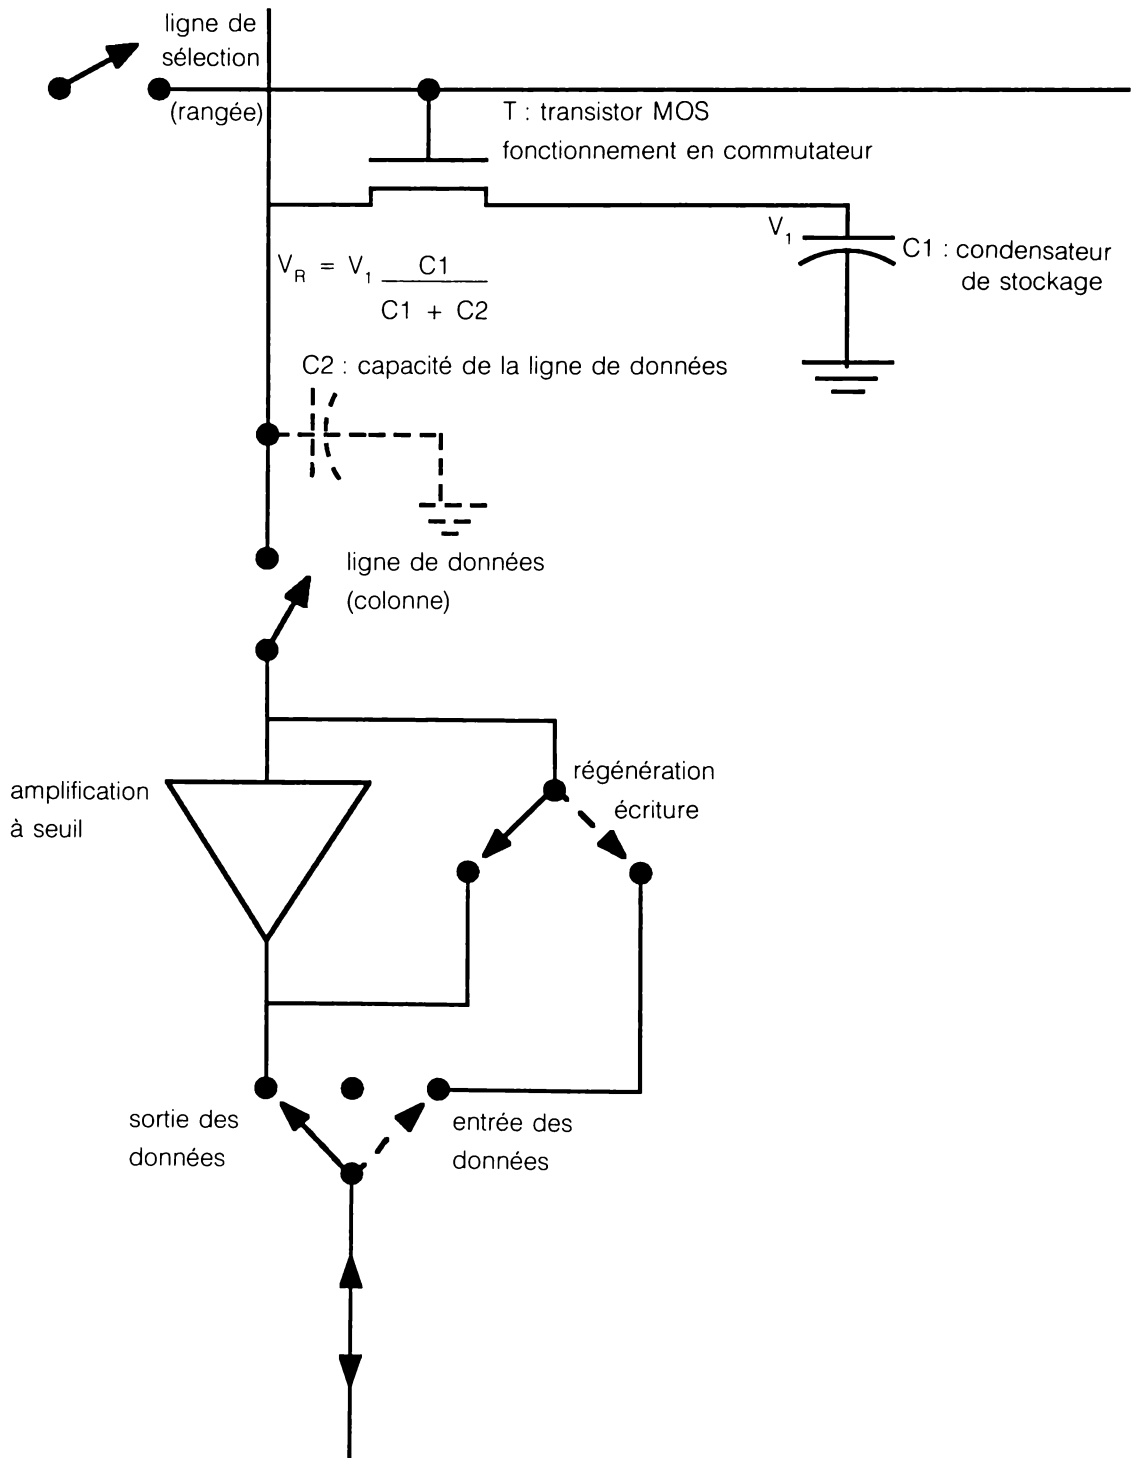 ligne de
sélection
(rangée)
T : transistor MOS
fonctionnement en commutateur
V1
C1 : condensateur
de stockage
VR = V1 C1
C1 + C2
C2 : capacité de la ligne de données
ligne de données
(colonne)
régénération
écriture
amplification
à seuil
sortie des
données
entrée des
données